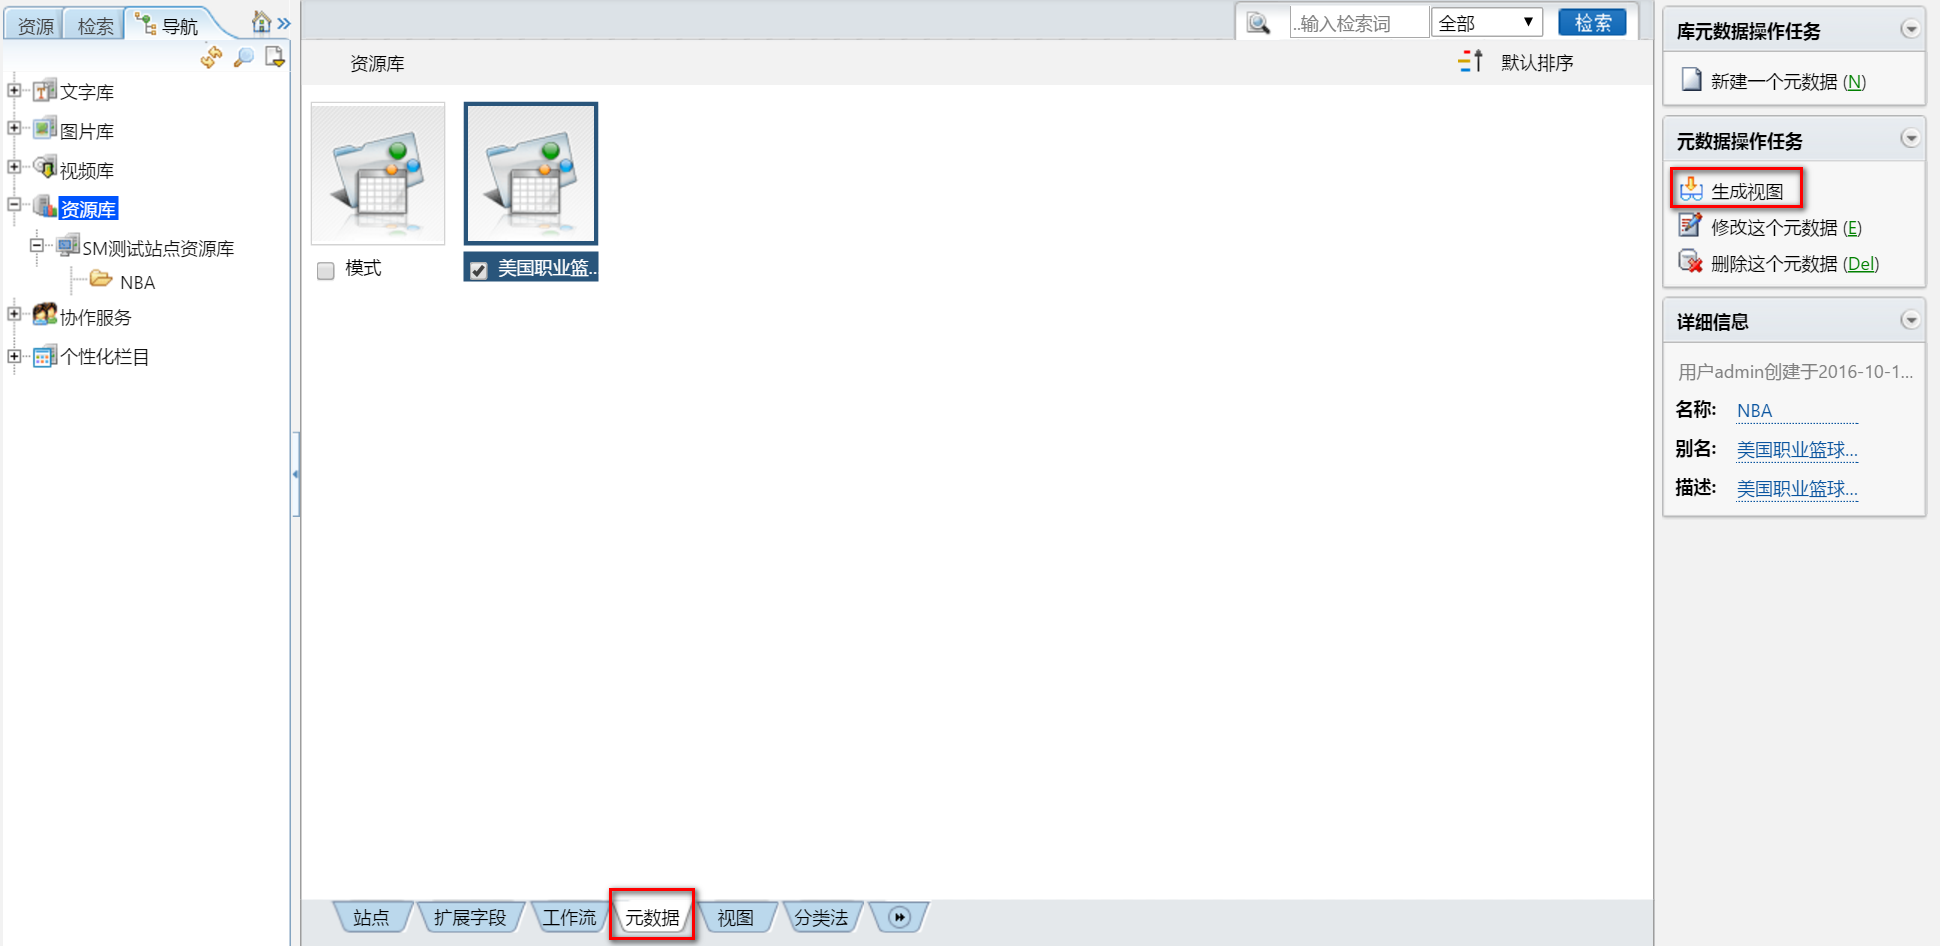 资源
检索
导航
..输入检索词
全部
检索
资源库
默认排序
文字库
图片库
视频库
资源库
SM测试站点资源库
NBA
协作服务
个性化栏目
模式
美国职业篮..
站点
扩展字段
工作流
元数据
视图
分类法
库元数据操作任务
新建一个元数据 (N)
元数据操作任务
生成视图
修改这个元数据 (E)
删除这个元数据 (Del)
详细信息
用户admin创建于2016-10-1...
名称: NBA
别名: 美国职业篮球...
描述: 美国职业篮球...